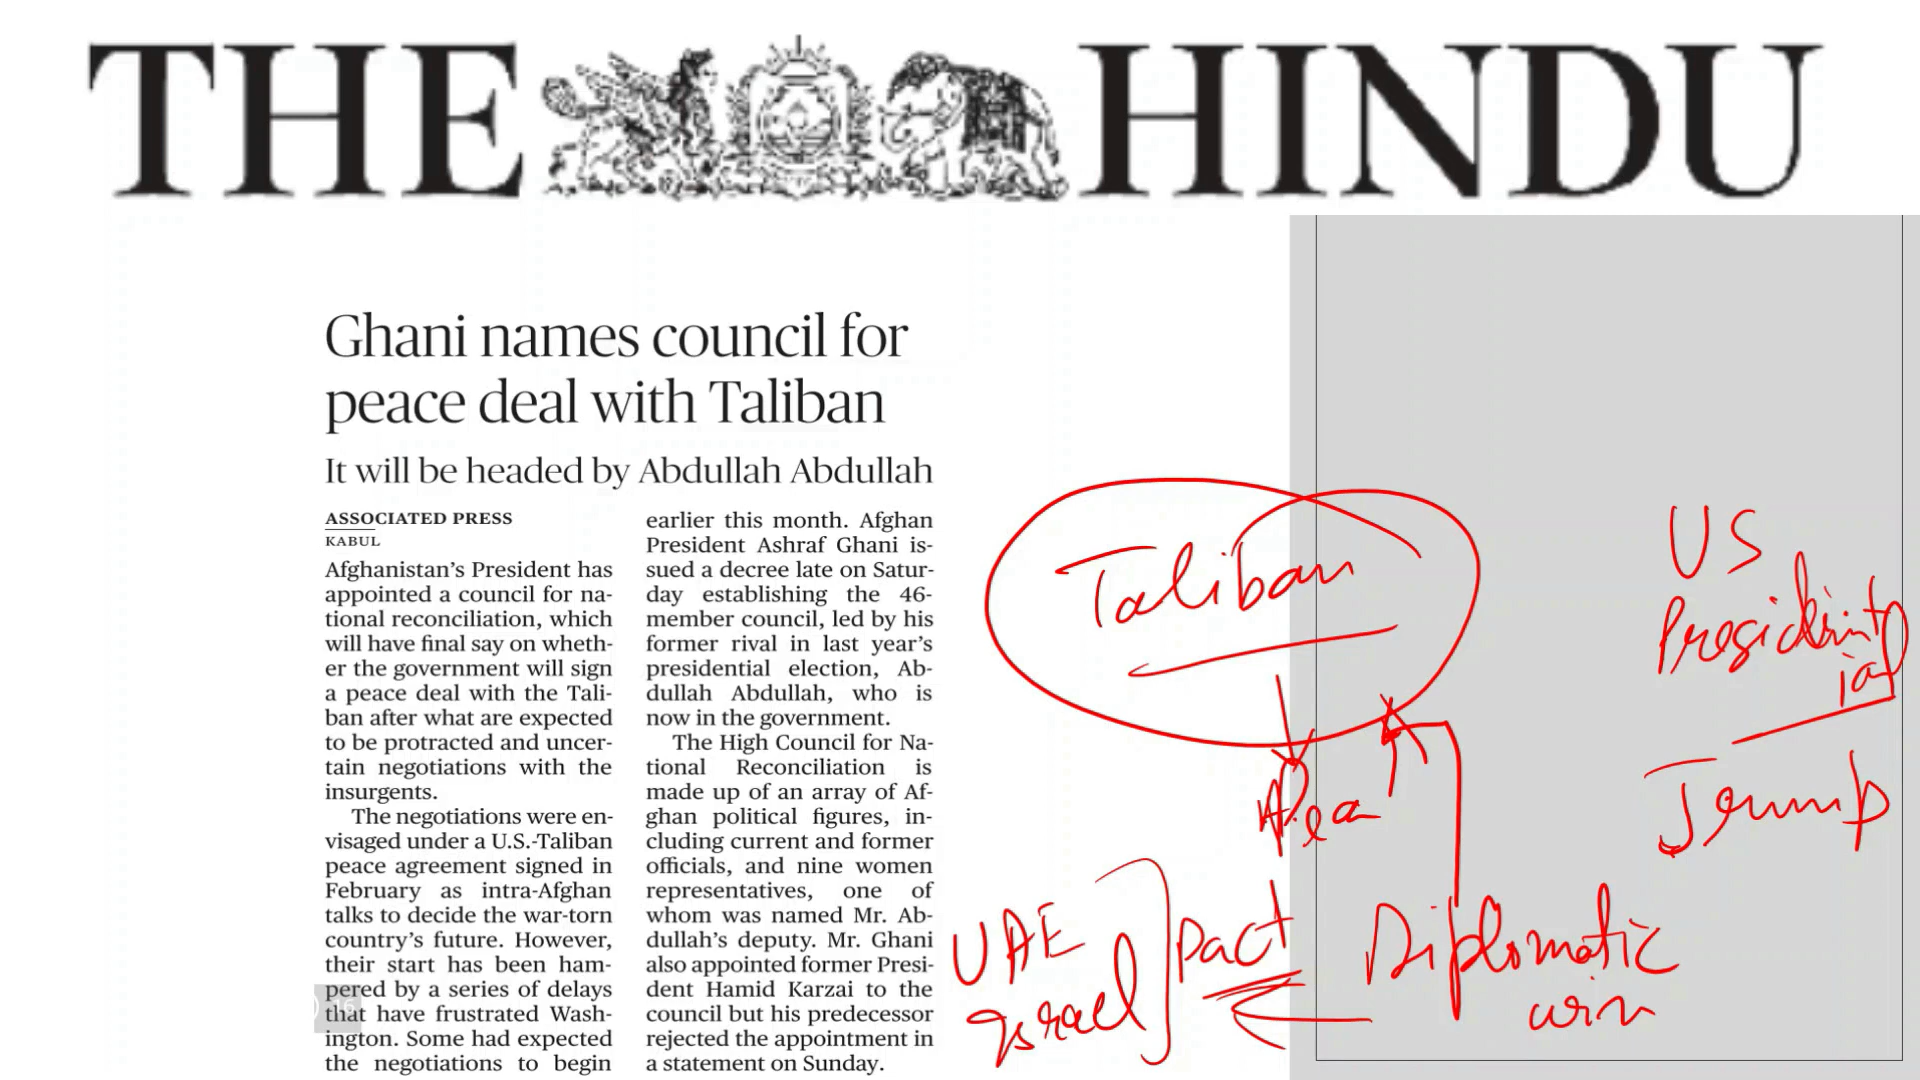 THE HINDU
Ghani names council for
peace deal with Taliban
It will be headed by Abdullah Abdullah
ASSOCIATED PRESS
KABUL
Afghanistan's President has
appointed a council for na-
tional reconciliation, which
will have final say on wheth-
er the government will sign
a peace deal with the Tali-
ban after what are expected
to be protracted and uncer-
tain negotiations with the
insurgents.
The negotiations were en-
visaged under a U.S.-Taliban
peace agreement signed in
February as intra-Afghan
talks to decide the war-torn
country's future. However,
their start has been ham-
pered by a series of delays
that have frustrated Wash-
ington. Some had expected
the negotiations to begin
earlier this month. Afghan
President Ashraf Ghani is-
sued a decree late on Satur-
day establishing the 46-
member council, led by his
former rival in last year's
presidential election, Ab-
dullah Abdullah, who is
now in the government.
The High Council for Na-
tional Reconciliation is
made up of an array of Af-
ghan political figures, in-
cluding current and former
officials, and nine women
representatives, one of
whom was named Mr. Ab-
dullah's deputy. Mr. Ghani
also appointed former Presi-
dent Hamid Karzai to the
council but his predecessor
rejected the appointment in
a statement on Sunday.
Taliban
UAE
Israel
pact
Diplomatic
win
US
Presidint
ial
Trump